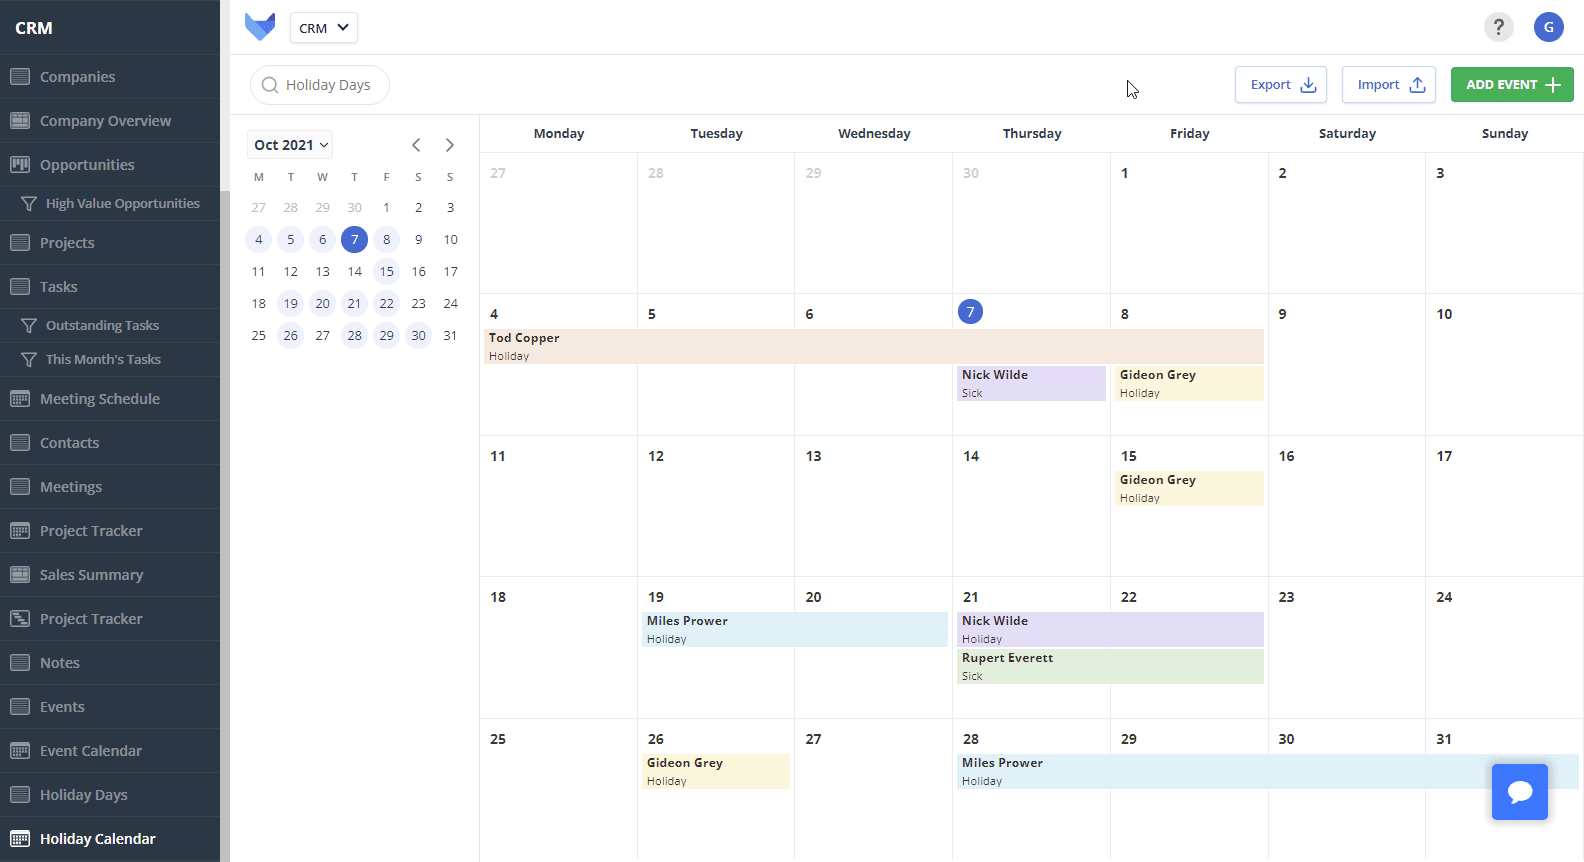 CRM
Companies
Company Overview
Opportunities
High Value Opportunities
Projects
Tasks
Outstanding Tasks
This Month's Tasks
Meeting Schedule
Contacts
Meetings
Project Tracker
Sales Summary
Project Tracker
Notes
Events
Event Calendar
Holiday Days
Holiday Calendar
CRM
? G
Holiday Days
Export Import ADD EVENT
Oct 2021
M T W T F S S
27 28 29 30 1 2 3
4 5 6 7 8 9 10
11 12 13 14 15 16 17
18 19 20 21 22 23 24
25 26 27 28 29 30 31
Monday Tuesday Wednesday Thursday Friday Saturday Sunday
27 28 29 30 1 2 3
4 5 6 7 8 9 10
Tod Copper
Holiday
Nick Wilde Gideon Grey
Sick Holiday
11 12 13 14 15 16 17
Gideon Grey
Holiday
18 19 20 21 22 23 24
Miles Prower Nick Wilde
Holiday Holiday
Rupert Everett
Sick
25 26 27 28 29 30 31
Gideon Grey Miles Prower
Holiday Holiday